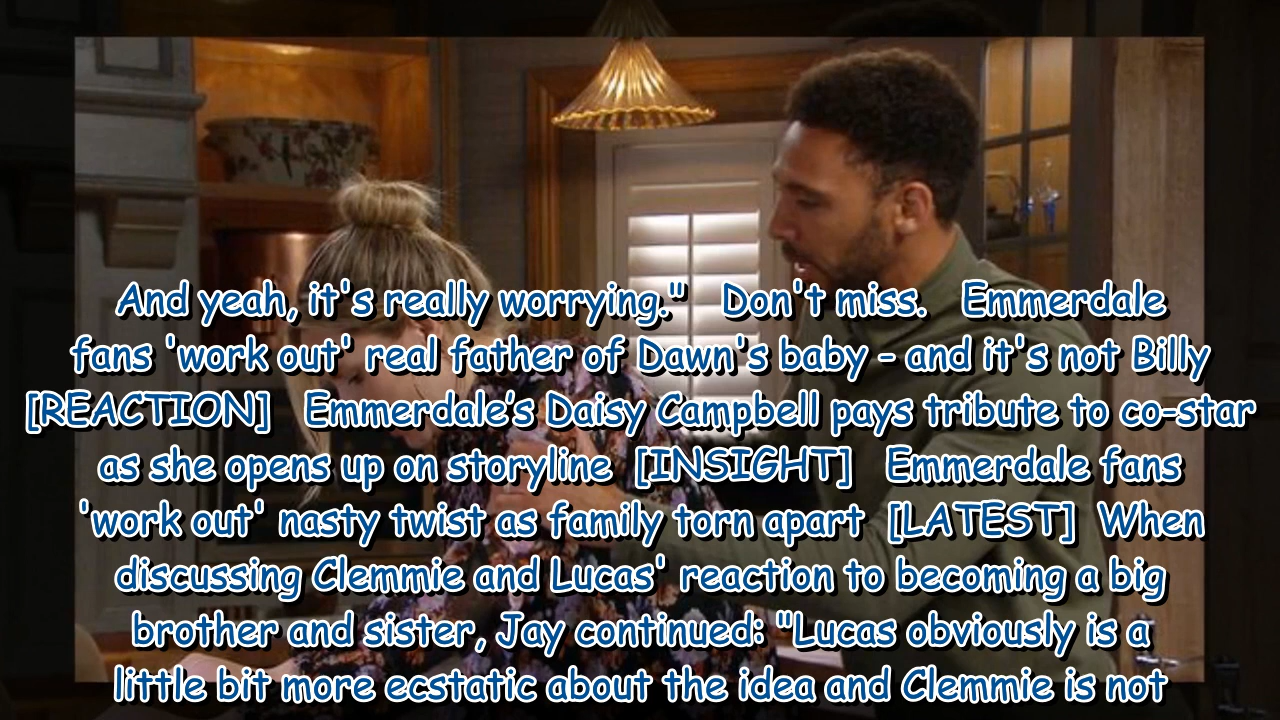 And yeah, it's really worrying."   Don't miss.   Emmerdale
fans 'work out' real father of Dawn's baby - and it's not Billy
[REACTION]   Emmerdale’s Daisy Campbell pays tribute to co-star
as she opens up on storyline  [INSIGHT]   Emmerdale fans
'work out' nasty twist as family torn apart  [LATEST]  When
discussing Clemmie and Lucas' reaction to becoming a big
brother and sister, Jay continued: "Lucas obviously is a
little bit more ecstatic about the idea and Clemmie is not